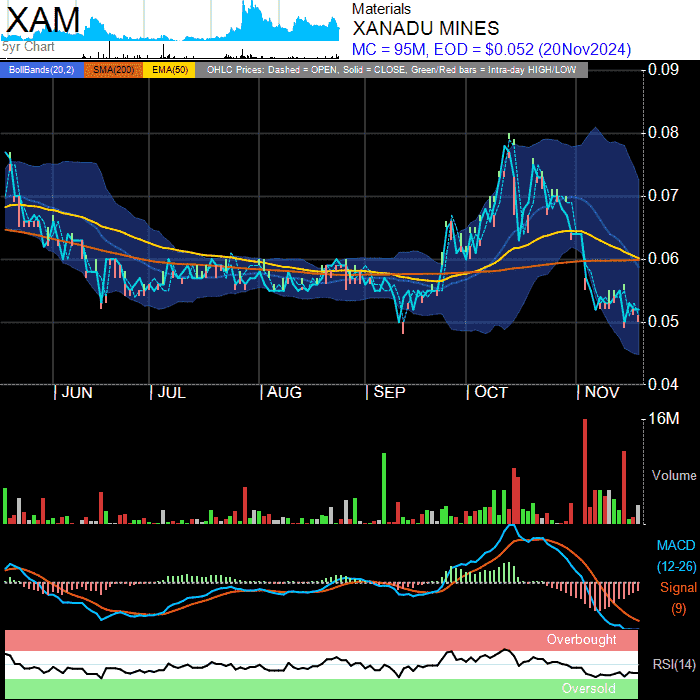 XAM
5yr Chart
Materials
XANADU MINES
MC = 95M, EOD = $0.052 (20Nov2024)
BollBands(20,2) SMA(200) EMA(50) OHLC Prices: Dashed = OPEN, Solid = CLOSE, Green/Red bars = Intra-day HIGH/LOW
0.09
0.08
0.07
0.06
0.05
0.04
JUN JUL AUG SEP OCT NOV
16M
Volume
MACD
(12-26)
Signal
(9)
Overbought
RSI(14)
Oversold